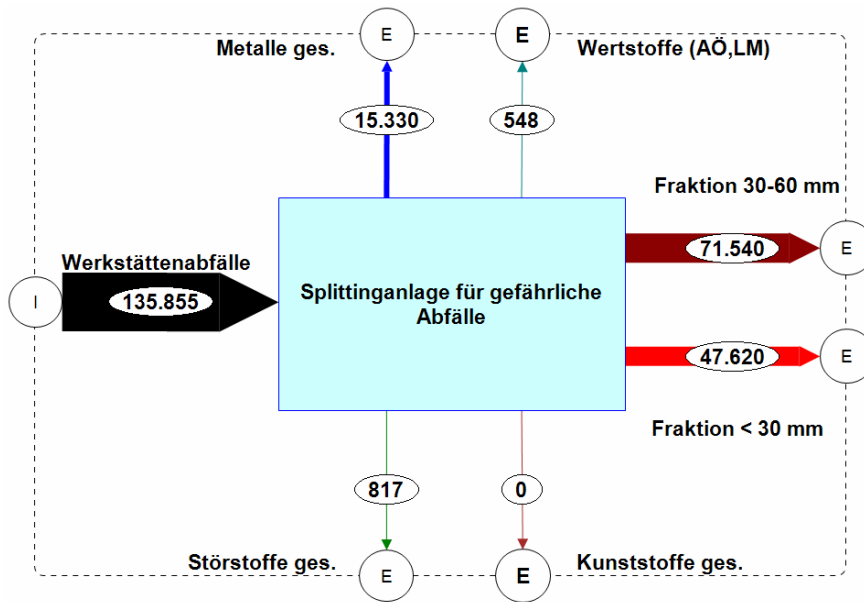 Metalle ges.
E
E
Wertstoffe (AÖ,LM)
15.330
548
Fraktion 30-60 mm
Werkstättenabfälle
71.540
E
I
135.855
Splittinganlage für gefährliche
Abfälle
47.620
E
Fraktion < 30 mm
817
0
Störstoffe ges.
E
E
Kunststoffe ges.